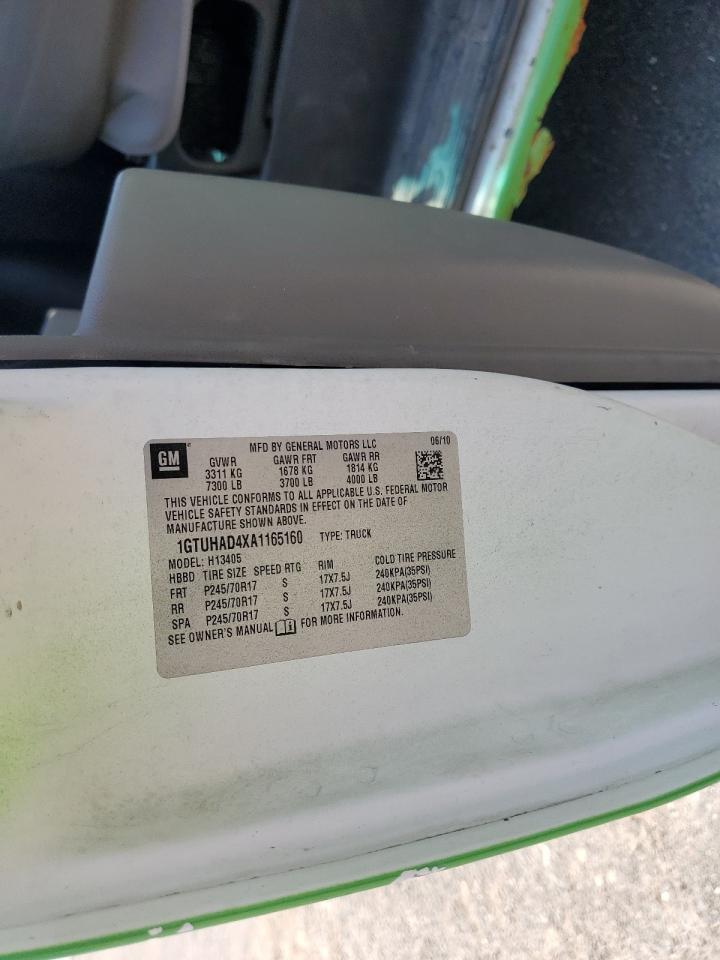 GM
MFD BY GENERAL MOTORS LLC 06/10
GVWR GAWR FRT GAWR RR
3311 KG 1678 KG 1814 KG
7300 LB 3700 LB 4000 LB
THIS VEHICLE CONFORMS TO ALL APPLICABLE U.S. FEDERAL MOTOR
VEHICLE SAFETY STANDARDS IN EFFECT ON THE DATE OF
MANUFACTURE SHOWN ABOVE.
1GTUHAD4XA1165160 TYPE: TRUCK
MODEL: H13405
HBBD TIRE SIZE SPEED RTG RIM COLD TIRE PRESSURE
FRT P245/70R17 S 17X7.5J 240KPA(35PSI)
RR P245/70R17 S 17X7.5J 240KPA(35PSI)
SPA P245/70R17 S 17X7.5J 240KPA(35PSI)
SEE OWNER'S MANUAL FOR MORE INFORMATION.